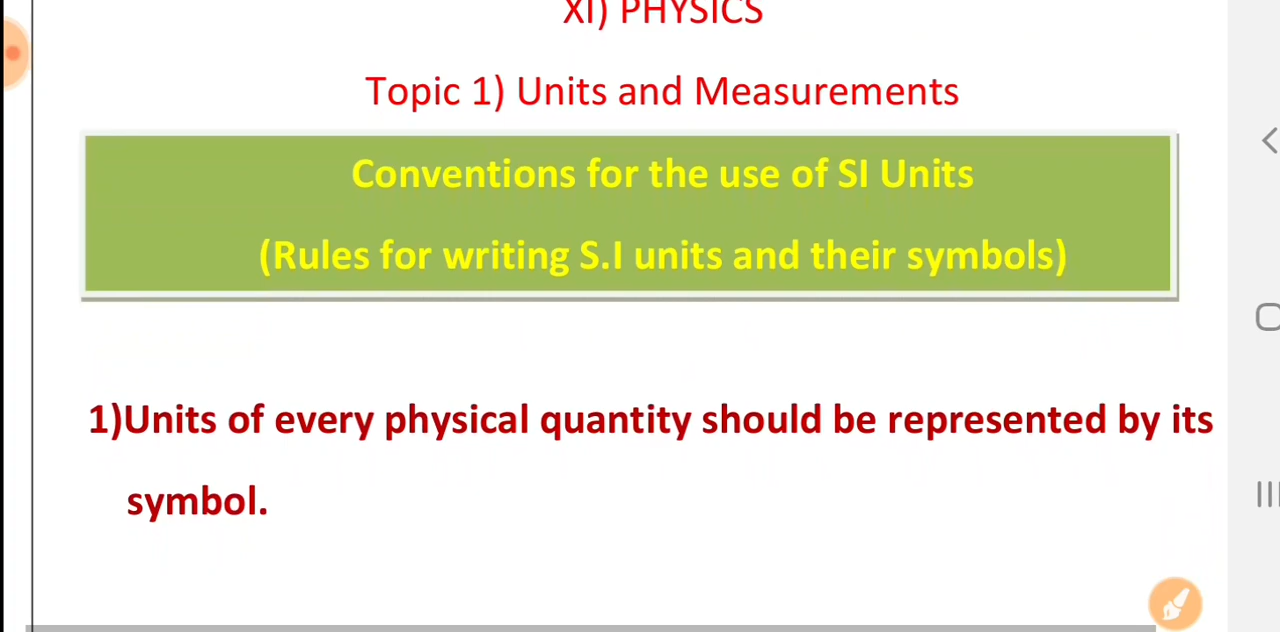 XI) PHYSICS
Topic 1) Units and Measurements
Conventions for the use of SI Units
(Rules for writing S.I units and their symbols)
1)Units of every physical quantity should be represented by its
symbol.